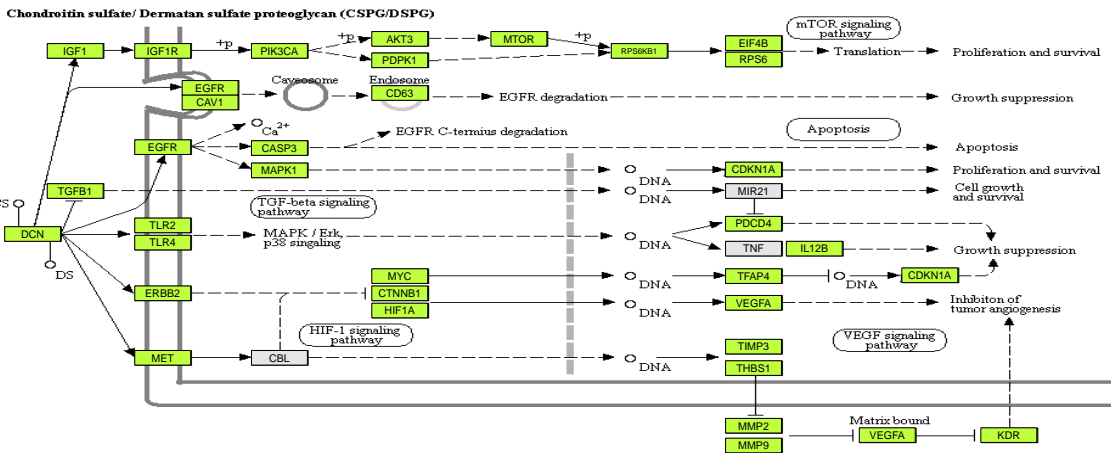 Chondroitin sulfate/ Dermatan sulfate proteoglycan (CSPG/DSPG)
mTOR signaling
pathway
IGF1
IGF1R
+p
PIK3CA
+p
AKT3
PDPK1
MTOR
+p
RPS6KB1
EIF4B
RPS6
Translation
Proliferation and survival
EGFR
CAV1
Caveosome
Endosome
CD63
EGFR degradation
Growth suppression
Ca2+
EGFR C-termius degradation
Apoptosis
EGFR
CASP3
Apoptosis
MAPK1
DNA
CDKN1A
Proliferation and survival
TGFB1
DNA
MIR21
Cell growth
and survival
TGF-beta signaling
pathway
CS
DCN
DS
TLR2
TLR4
MAPK / Erk,
p38 singaling
DNA
PDCD4
TNF
IL12B
Growth suppression
MYC
DNA
TFAP4
DNA
CDKN1A
ERBB2
CTNNB1
HIF1A
DNA
VEGFA
Inhibiton of
tumor angiogenesis
HIF-1 signaling
pathway
VEGF signaling
pathway
MET
CBL
DNA
TIMP3
THBS1
MMP2
MMP9
Matrix bound
VEGFA
KDR